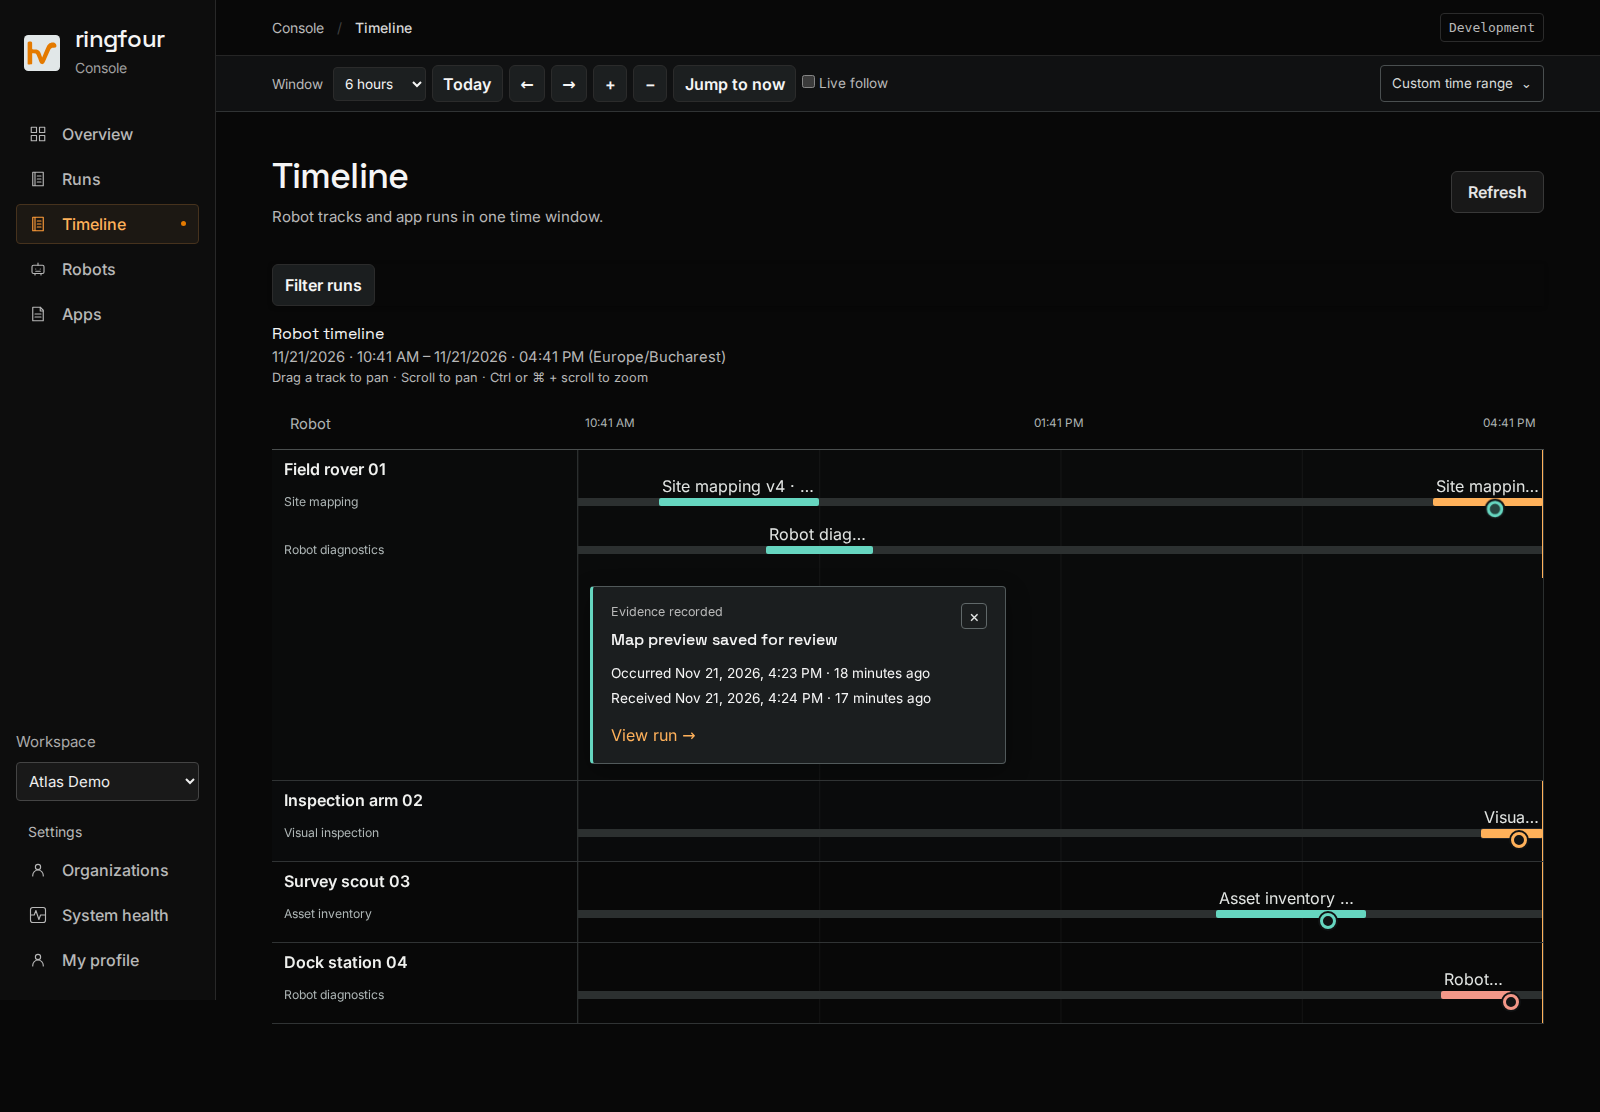 ringfour
Console
Overview
Runs
Timeline
Robots
Apps
Workspace
Atlas Demo
Settings
Organizations
System health
My profile
Console / Timeline
Development
Window 6 hours Today ← → + − Jump to now Live follow Custom time range
Timeline
Robot tracks and app runs in one time window.
Refresh
Filter runs
Robot timeline
11/21/2026 · 10:41 AM – 11/21/2026 · 04:41 PM (Europe/Bucharest)
Drag a track to pan · Scroll to pan · Ctrl or ⌘ + scroll to zoom
Robot 10:41 AM 01:41 PM 04:41 PM
Field rover 01
Site mapping v4 · ... Site mappin...
Site mapping
Robot diag...
Robot diagnostics
Evidence recorded ×
Map preview saved for review
Occurred Nov 21, 2026, 4:23 PM · 18 minutes ago
Received Nov 21, 2026, 4:24 PM · 17 minutes ago
View run →
Inspection arm 02
Visua...
Visual inspection
Survey scout 03
Asset inventory ...
Asset inventory
Dock station 04
Robot...
Robot diagnostics